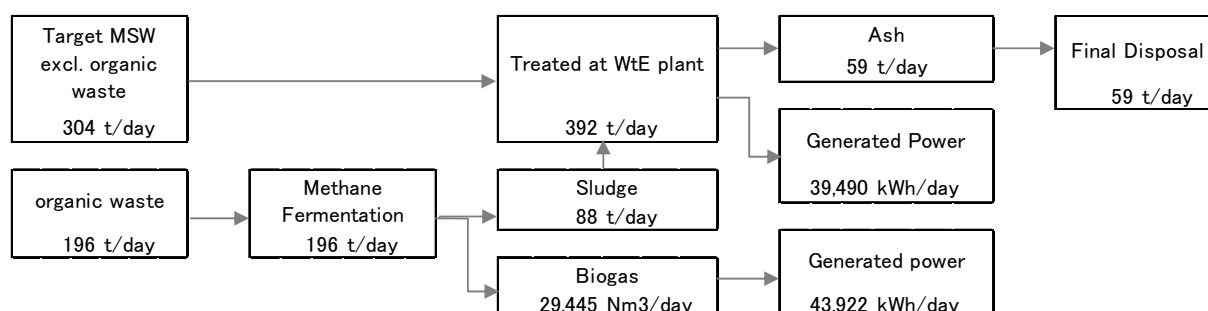 Target MSW
excl. organic
waste
304 t/day
Treated at WtE plant
392 t/day
Ash
59 t/day
Final Disposal
59 t/day
Generated Power
39,490 kWh/day
organic waste
196 t/day
Methane
Fermentation
196 t/day
Sludge
88 t/day
Biogas
29,445 Nm3/day
Generated power
43,922 kWh/day